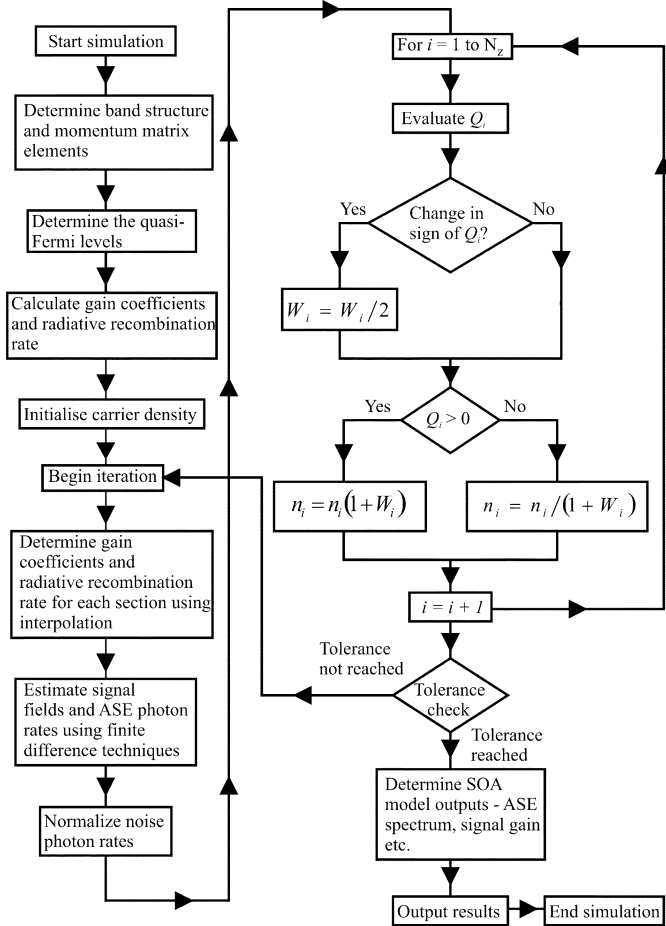 Start simulation
Determine band structure
and momentum matrix
elements
Determine the quasi-
Fermi levels
Calculate gain coefficients
and radiative recombination
rate
Initialise carrier density
Begin iteration
Determine gain
coefficients and
radiative recombination
rate for each section using
interpolation
Estimate signal
fields and ASE photon
rates using finite
difference techniques
Normalize noise
photon rates
For i = 1 to N_z
Evaluate Q_i
Change in
sign of Q_i?
Yes
No
W_i = W_i/2
Q_i > 0
Yes
No
n_i = n_i(1+W_i)
n_i = n_i/(1 + W_i)
i = i + 1
Tolerance
not reached
Tolerance
check
Tolerance
reached
Determine SOA
model outputs - ASE
spectrum, signal gain
etc.
Output results
End simulation